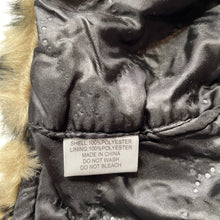 SHELL:100%POLYESTER
LINING:100%POLYESTER
MADE IN CHINA
DO NOT WASH
DO NOT BLEACH